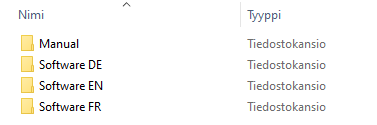 Nimi Tyyppi
Manual Tiedostokansio
Software DE Tiedostokansio
Software EN Tiedostokansio
Software FR Tiedostokansio